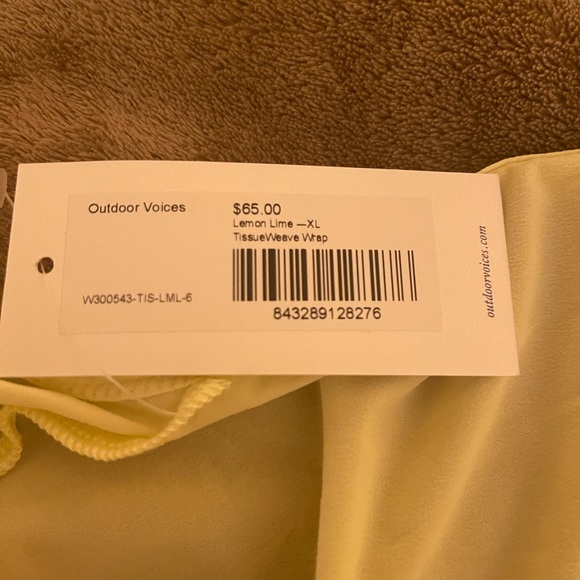 Outdoor Voices
$65.00
Lemon Lime —XL
TissueWeave Wrap
W300543-TIS-LML-6
843289128276
outdoorvoices.com